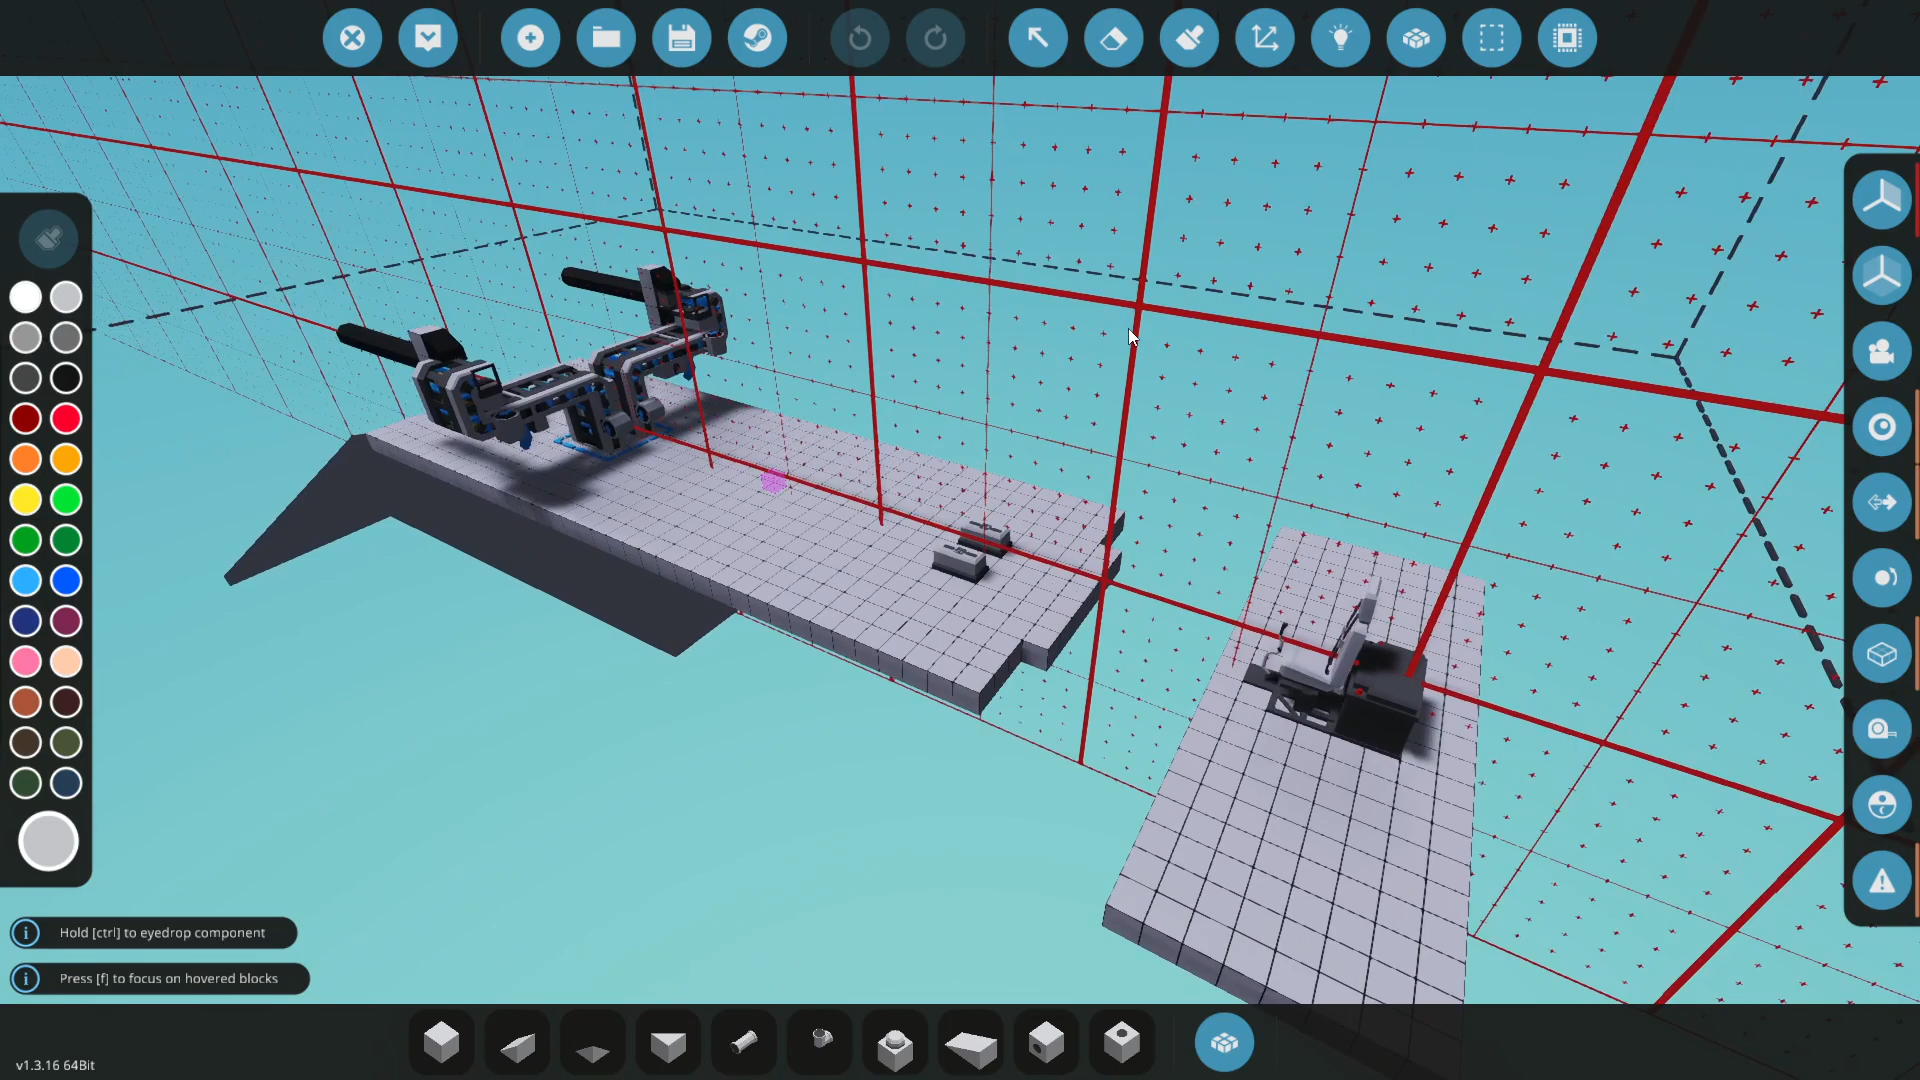 Hold [ctrl] to eyedrop component
Press [f] to focus on hovered blocks
v1.3.16 64Bit